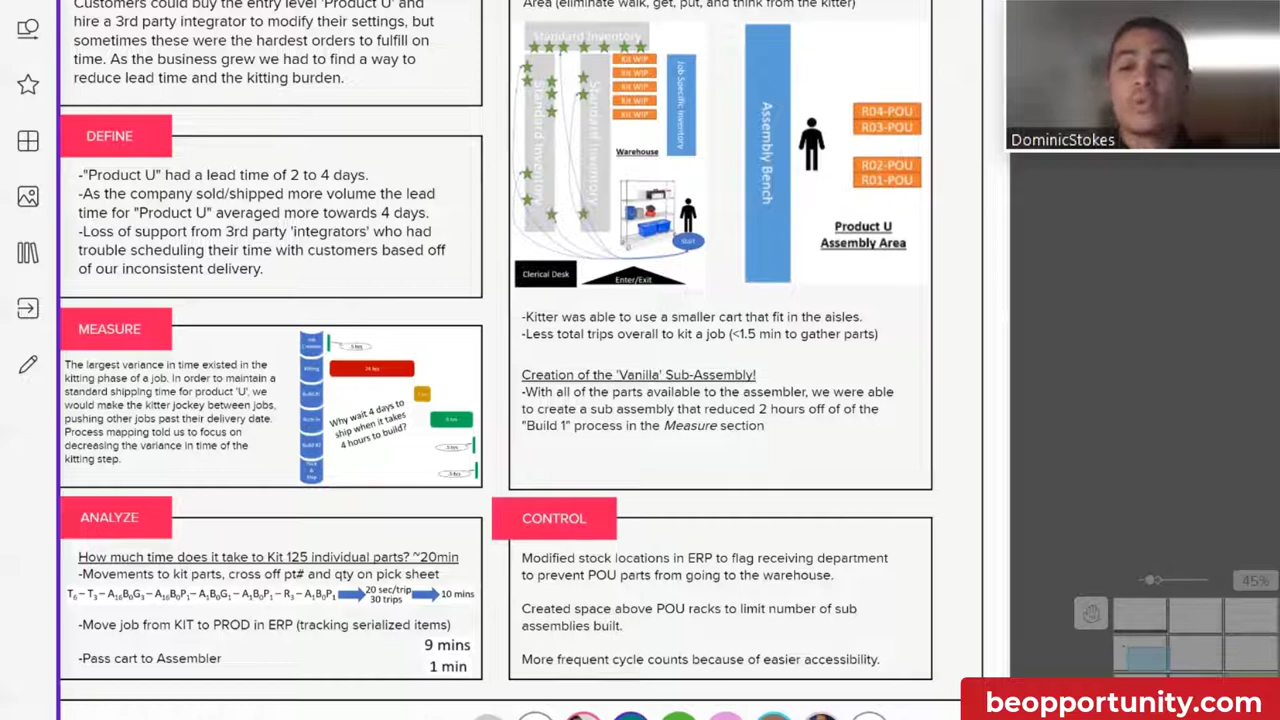 Customers could buy the entry level 'Product U' and
hire a 3rd party integrator to modify their settings, but
sometimes these were the hardest orders to fulfill on
time. As the business grew we had to find a way to
reduce lead time and the kitting burden.
DEFINE
-"Product U" had a lead time of 2 to 4 days.
-As the company sold/shipped more volume the lead
time for "Product U" averaged more towards 4 days.
-Loss of support from 3rd party 'integrators' who had
trouble scheduling their time with customers based off
of our inconsistent delivery.
MEASURE
The largest variance in time existed in the
kitting phase of a job. In order to maintain a
standard shipping time for product 'U', we
would make the kitter jockey between jobs,
pushing other jobs past their delivery date.
Process mapping told us to focus on
decreasing the variance in time of the
kitting step.
Kitting
Why wait 4 days to
ship when it takes
4 hours to build?
ANALYZE
How much time does it take to Kit 125 individual parts? ~20min
-Movements to kit parts, cross off pt# and qty on pick sheet
20 sec/trip
30 trips
10 mins
-Move job from KIT to PROD in ERP (tracking serialized items)
9 mins
-Pass cart to Assembler
1 min
Area (eliminate walk, get, put, and think from the kitter)
Standard Inventory
Standard Inventory
Standard Inventory
Kit WIP
Kit WIP
Kit WIP
Kit WIP
Kit WIP
Job Specific Inventory
Warehouse
Start
Clerical Desk
Enter/Exit
Assembly Bench
R04-POU
R03-POU
R02-POU
R01-POU
Product U
Assembly Area
-Kitter was able to use a smaller cart that fit in the aisles.
-Less total trips overall to kit a job (<1.5 min to gather parts)
Creation of the 'Vanilla' Sub-Assembly!
-With all of the parts available to the assembler, we were able
to create a sub assembly that reduced 2 hours off of of the
"Build 1" process in the Measure section
CONTROL
Modified stock locations in ERP to flag receiving department
to prevent POU parts from going to the warehouse.
Created space above POU racks to limit number of sub
assemblies built.
More frequent cycle counts because of easier accessibility.
DominicStokes
45%
beopportunity.com